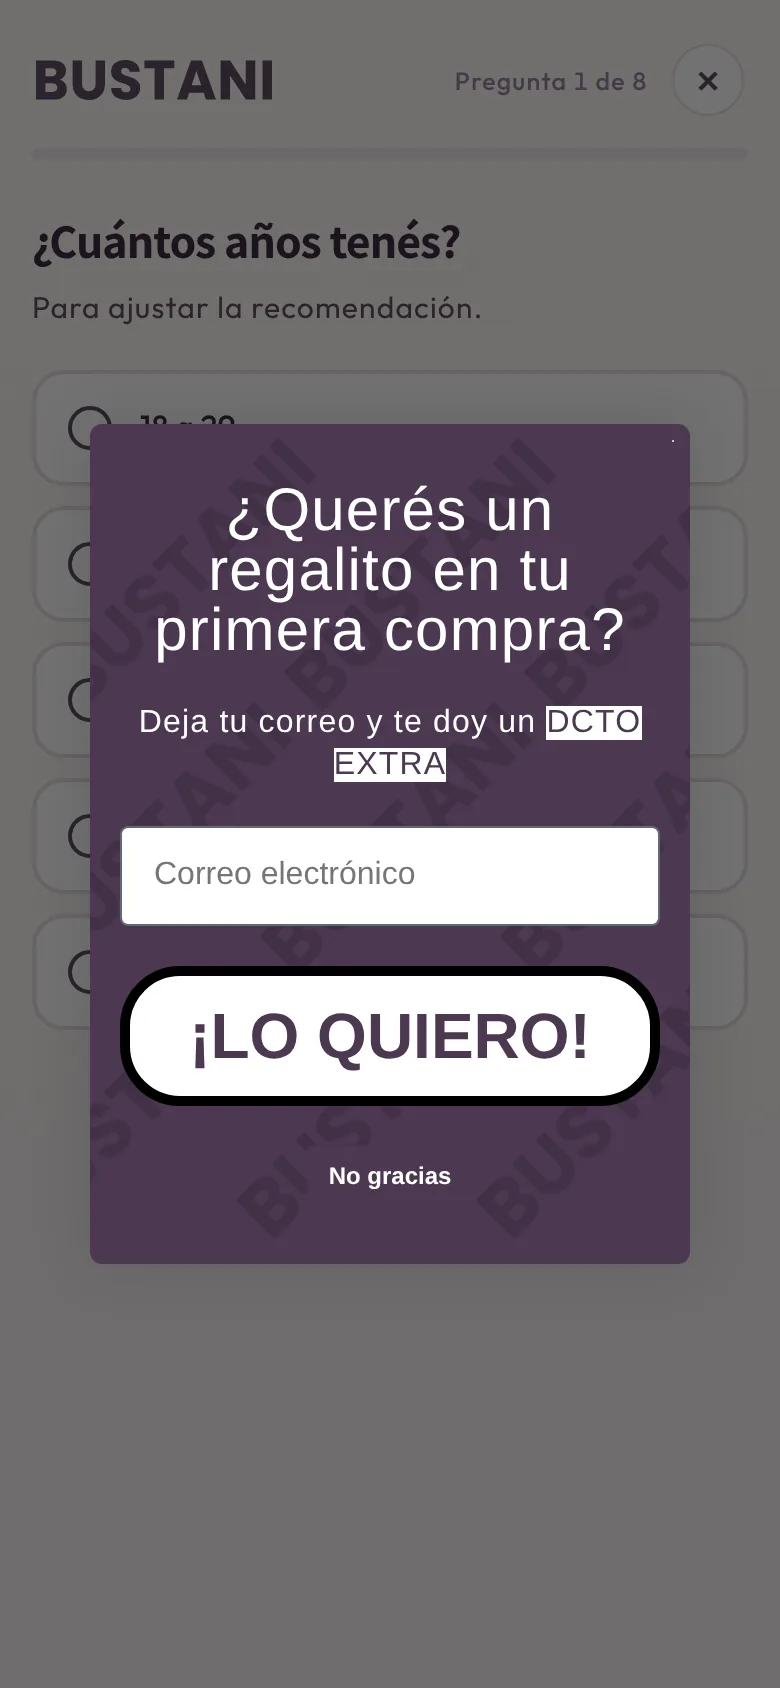 BUSTANI
Pregunta 1 de 8
¿Cuántos años tenés?
Para ajustar la recomendación.
¿Querés un
regalito en tu
primera compra?
Deja tu correo y te doy un DCTO
EXTRA
Correo electrónico
¡LO QUIERO!
No gracias